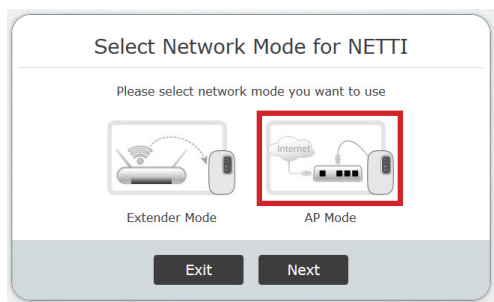 Select Network Mode for NETTI
Please select network mode you want to use
Internet
Extender Mode
AP Mode
Exit
Next